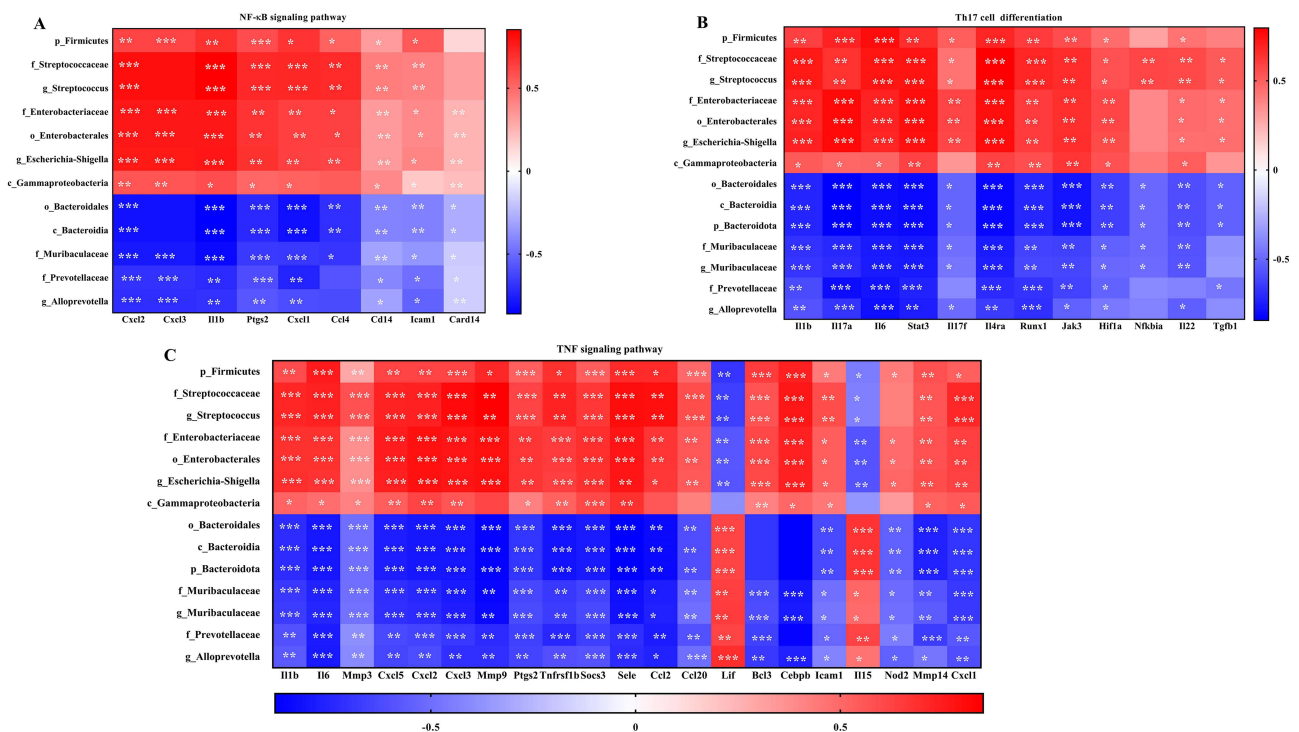 A
NF-κB signaling pathway
p_Firmicutes
f_Streptococcaceae
g_Streptococcus
f_Enterobacteriaceae
o_Enterobacterales
g_Escherichia-Shigella
c_Gammaproteobacteria
o_Bacteroidales
c_Bacteroidia
f_Muribaculaceae
f_Prevotellaceae
g_Alloprevotella
Cxcl2 Cxcl3 Il1b Ptgs2 Cxcl1 Ccl4 Cd14 Icam1 Card14
0.5
0
-0.5
B
Th17 cell differentiation
p_Firmicutes
f_Streptococcaceae
g_Streptococcus
f_Enterobacteriaceae
o_Enterobacterales
g_Escherichia-Shigella
c_Gammaproteobacteria
o_Bacteroidales
c_Bacteroidia
p_Bacteroidota
f_Muribaculaceae
g_Muribaculaceae
f_Prevotellaceae
g_Alloprevotella
Il1b Il17a Il6 Stat3 Il17f Il4ra Runx1 Jak3 Hif1a Nfkbia Il22 Tgfb1
0.5
0
-0.5
C
TNF signaling pathway
p_Firmicutes
f_Streptococcaceae
g_Streptococcus
f_Enterobacteriaceae
o_Enterobacterales
g_Escherichia-Shigella
c_Gammaproteobacteria
o_Bacteroidales
c_Bacteroidia
p_Bacteroidota
f_Muribaculaceae
g_Muribaculaceae
f_Prevotellaceae
g_Alloprevotella
Il1b Il6 Mmp3 Cxcl5 Cxcl2 Cxcl3 Mmp9 Ptgs2 Tnfrsf1b Socs3 Sele Ccl2 Ccl20 Lif Bcl3 Cebpb Icam1 Il15 Nod2 Mmp14 Cxcl1
-0.5 0 0.5